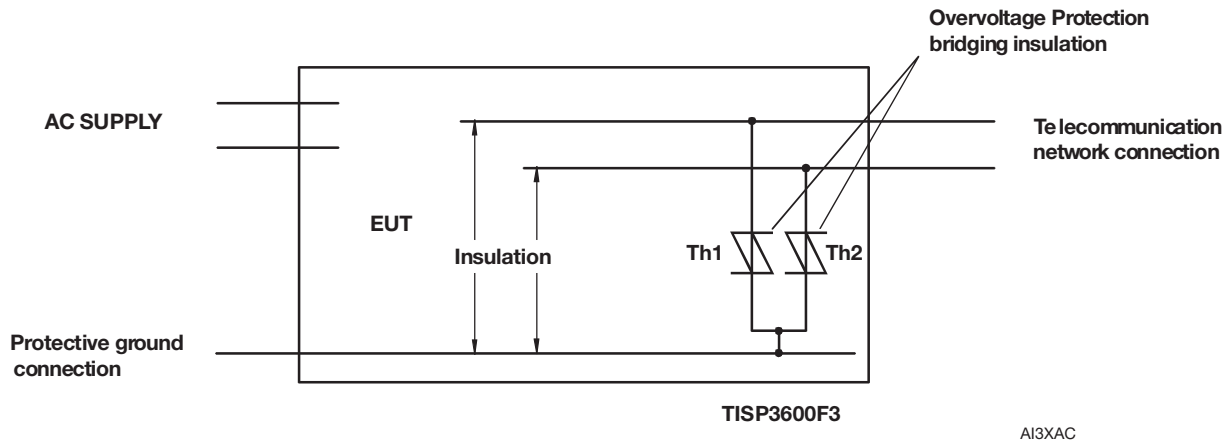 Overvoltage Protection
bridging insulation
AC SUPPLY
Telecommunication
network connection
EUT
Insulation
Th1
Th2
Protective ground
connection
TISP3600F3
AI3XAC